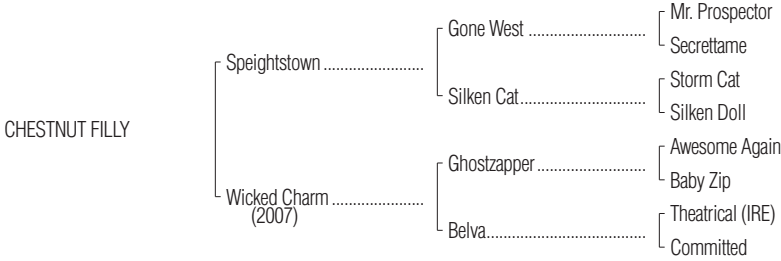 Mr. Prospector
Gone West ..............................
Secrettame
Speightstown .........................
Storm Cat
Silken Cat................................
Silken Doll
CHESTNUT FILLY
Awesome Again
Ghostzapper ............................
Baby Zip
Wicked Charm .......................
(2007)
Theatrical (IRE)
Belva........................................
Committed